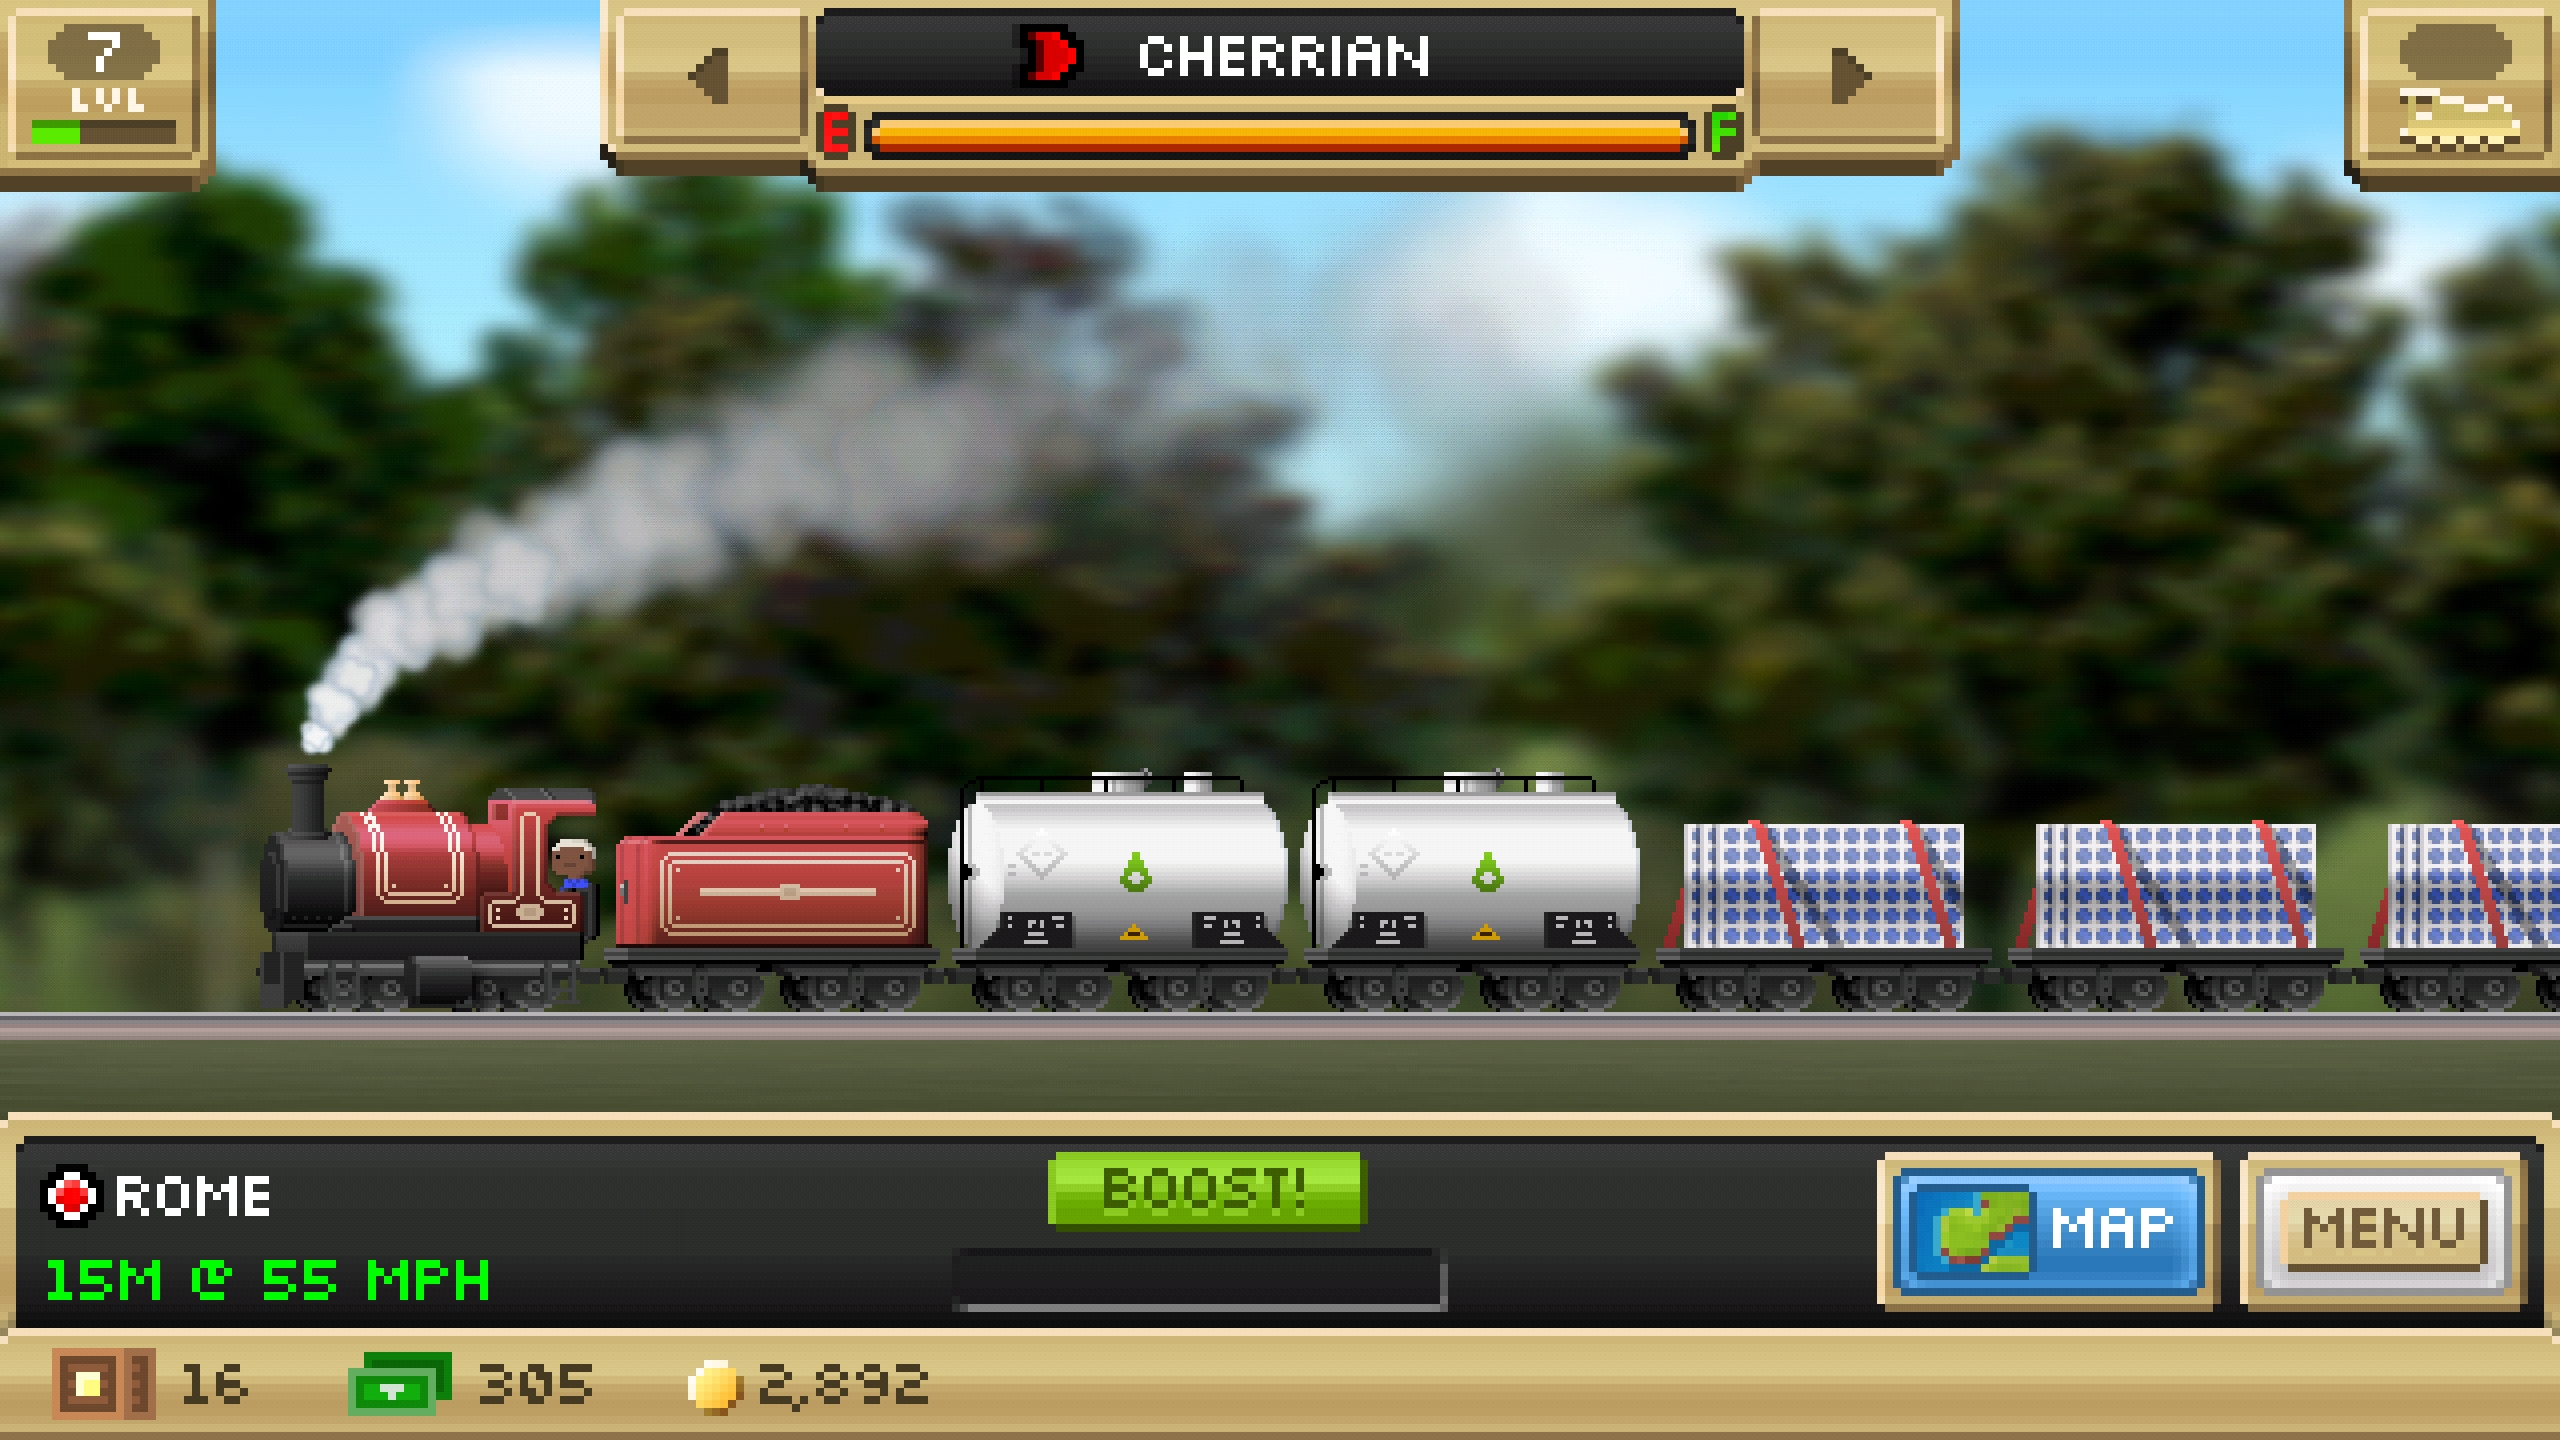 7
LVL
CHERRIAN
E F
ROME
15M @ 55 MPH
BOOST!
MAP
MENU
16
305
2,892